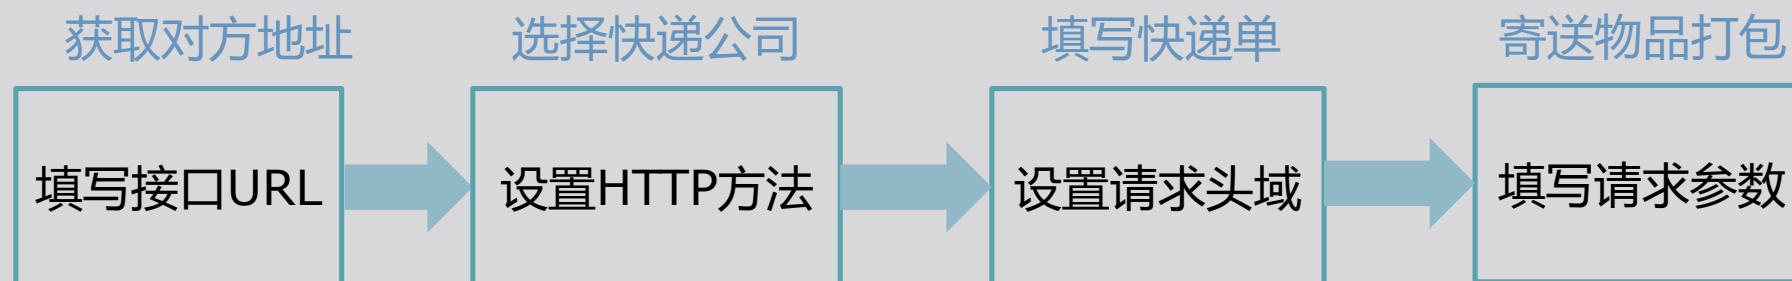 获取对方地址
选择快递公司
填写快递单
寄送物品打包
填写接口URL
设置HTTP方法
设置请求头域
填写请求参数